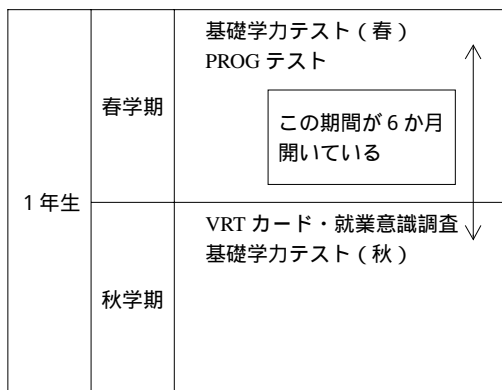 1年生
春学期
基礎学力テスト(春)
PROG テスト
この期間が6か月
開いている
秋学期
VRT カード・就業意識調査
基礎学力テスト(秋)